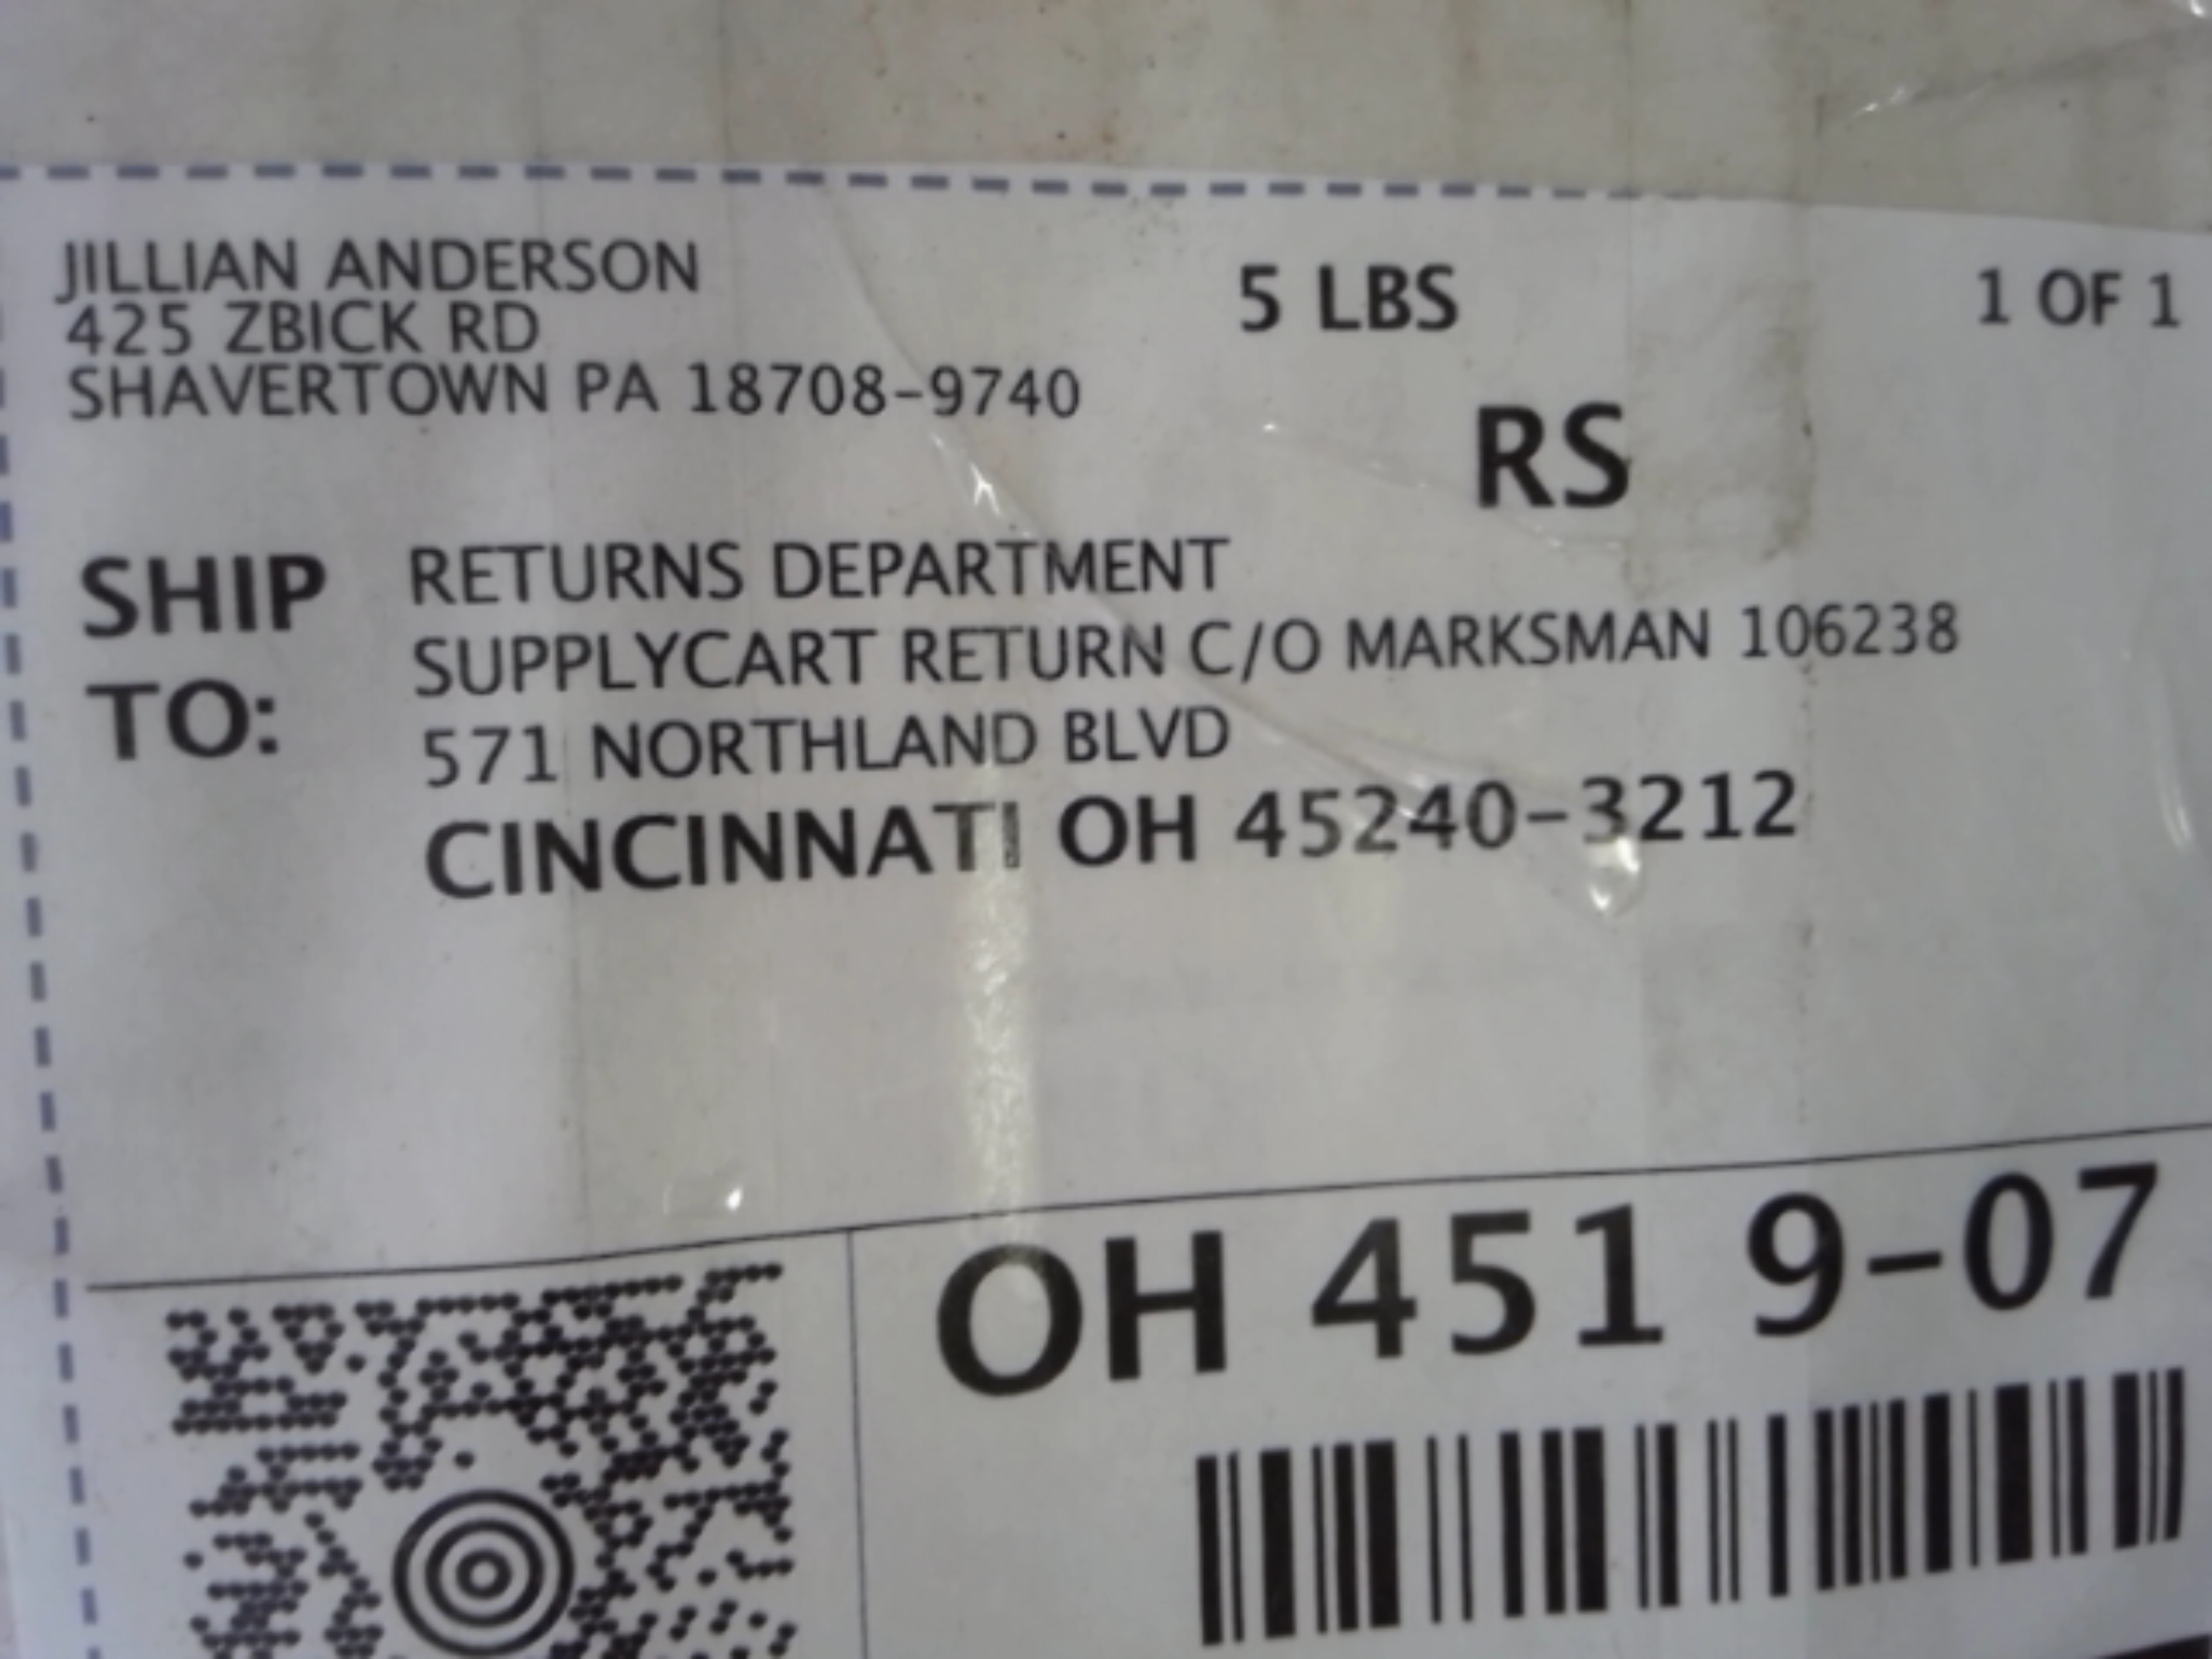 JILLIAN ANDERSON
425 ZBICK RD
SHAVERTOWN PA 18708-9740
5 LBS
1 OF 1
RS
SHIP TO:
RETURNS DEPARTMENT
SUPPLYCART RETURN C/O MARKSMAN 106238
571 NORTHLAND BLVD
CINCINNATI OH 45240-3212
OH 451 9-07